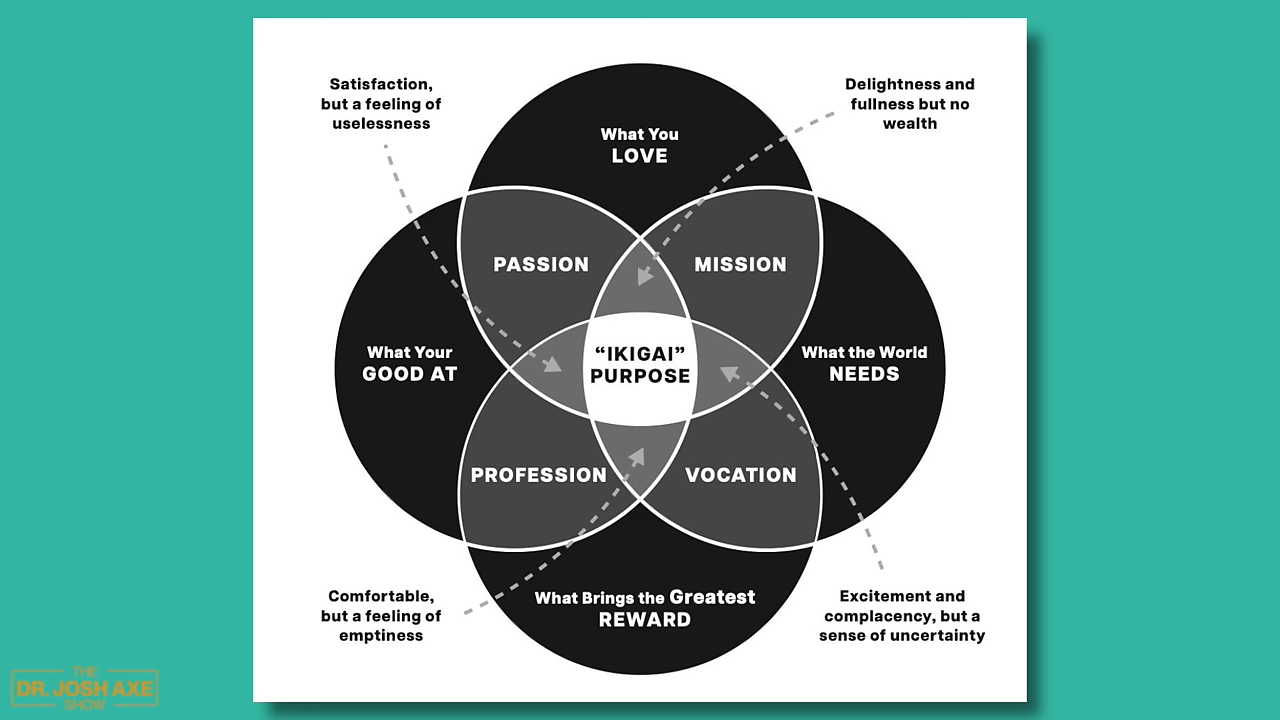 Satisfaction,
but a feeling of
uselessness
Delightness and
fullness but no
wealth
What You
LOVE
PASSION
MISSION
What Your
GOOD AT
“IKIGAI”
PURPOSE
What the World
NEEDS
PROFESSION
VOCATION
Comfortable,
but a feeling of
emptiness
What Brings the Greatest
REWARD
Excitement and
complacency, but a
sense of uncertainty
THE
DR. JOSH AXE
SHOW